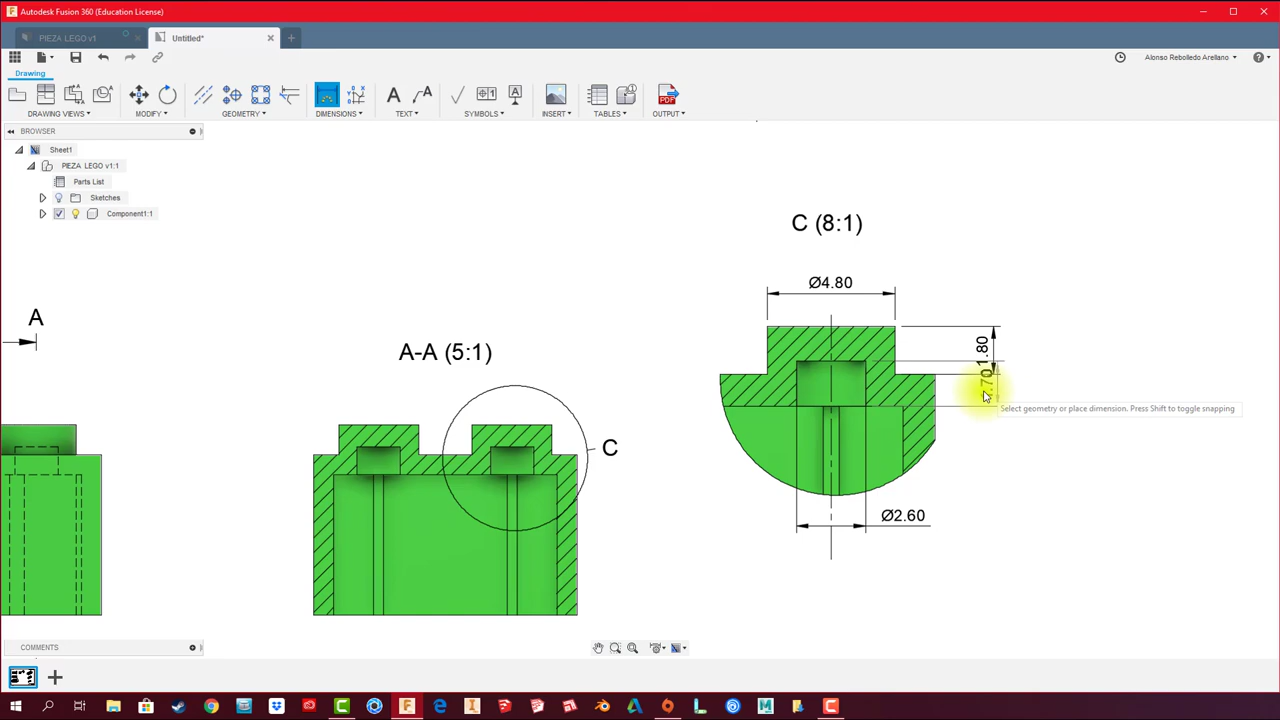 Autodesk Fusion 360 (Education License)
PIEZA LEGO v1
Untitled*
Alonso Rebolledo Arellano
Drawing
DRAWING VIEWS
MODIFY
GEOMETRY
DIMENSIONS
TEXT
SYMBOLS
INSERT
TABLES
OUTPUT
BROWSER
Sheet1
PIEZA LEGO v1:1
Parts List
Sketches
Component1:1
C (8:1)
Ø4.80
A
A-A (5:1)
1.80
Select geometry or place dimension. Press Shift to toggle snapping
C
Ø2.60
COMMENTS